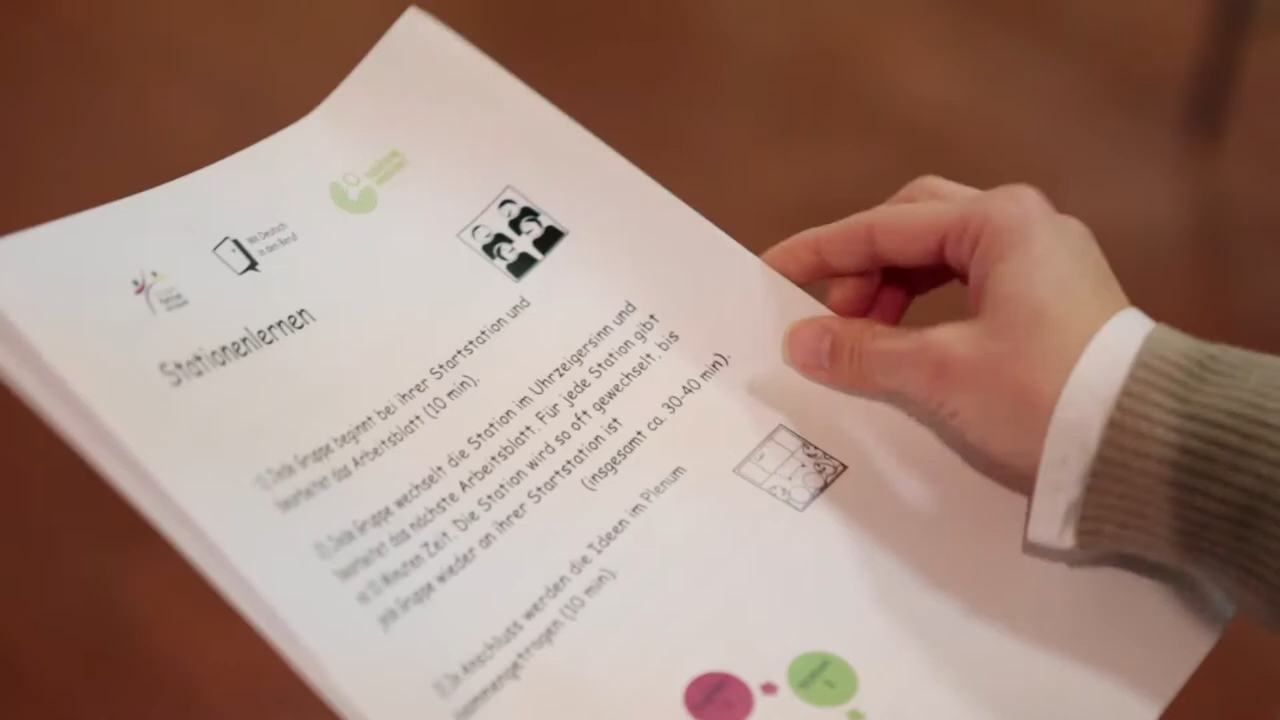 Mit Deutsch
in den Beruf
Stationenlernen
1) Jede Gruppe beginnt bei ihrer Startstation und
bearbeitet das Arbeitsblatt (10 min).
2) Jede Gruppe wechselt die Station im Uhrzeigersinn und
bearbeitet das nächste Arbeitsblatt. Für jede Station gibt
es 10 Minuten Zeit. Die Station wird so oft gewechselt, bis
jede Gruppe wieder an ihrer Startstation ist
(insgesamt ca. 30-40 min).
3) Im Anschluss werden die Ideen im Plenum
zusammengetragen (10 min).